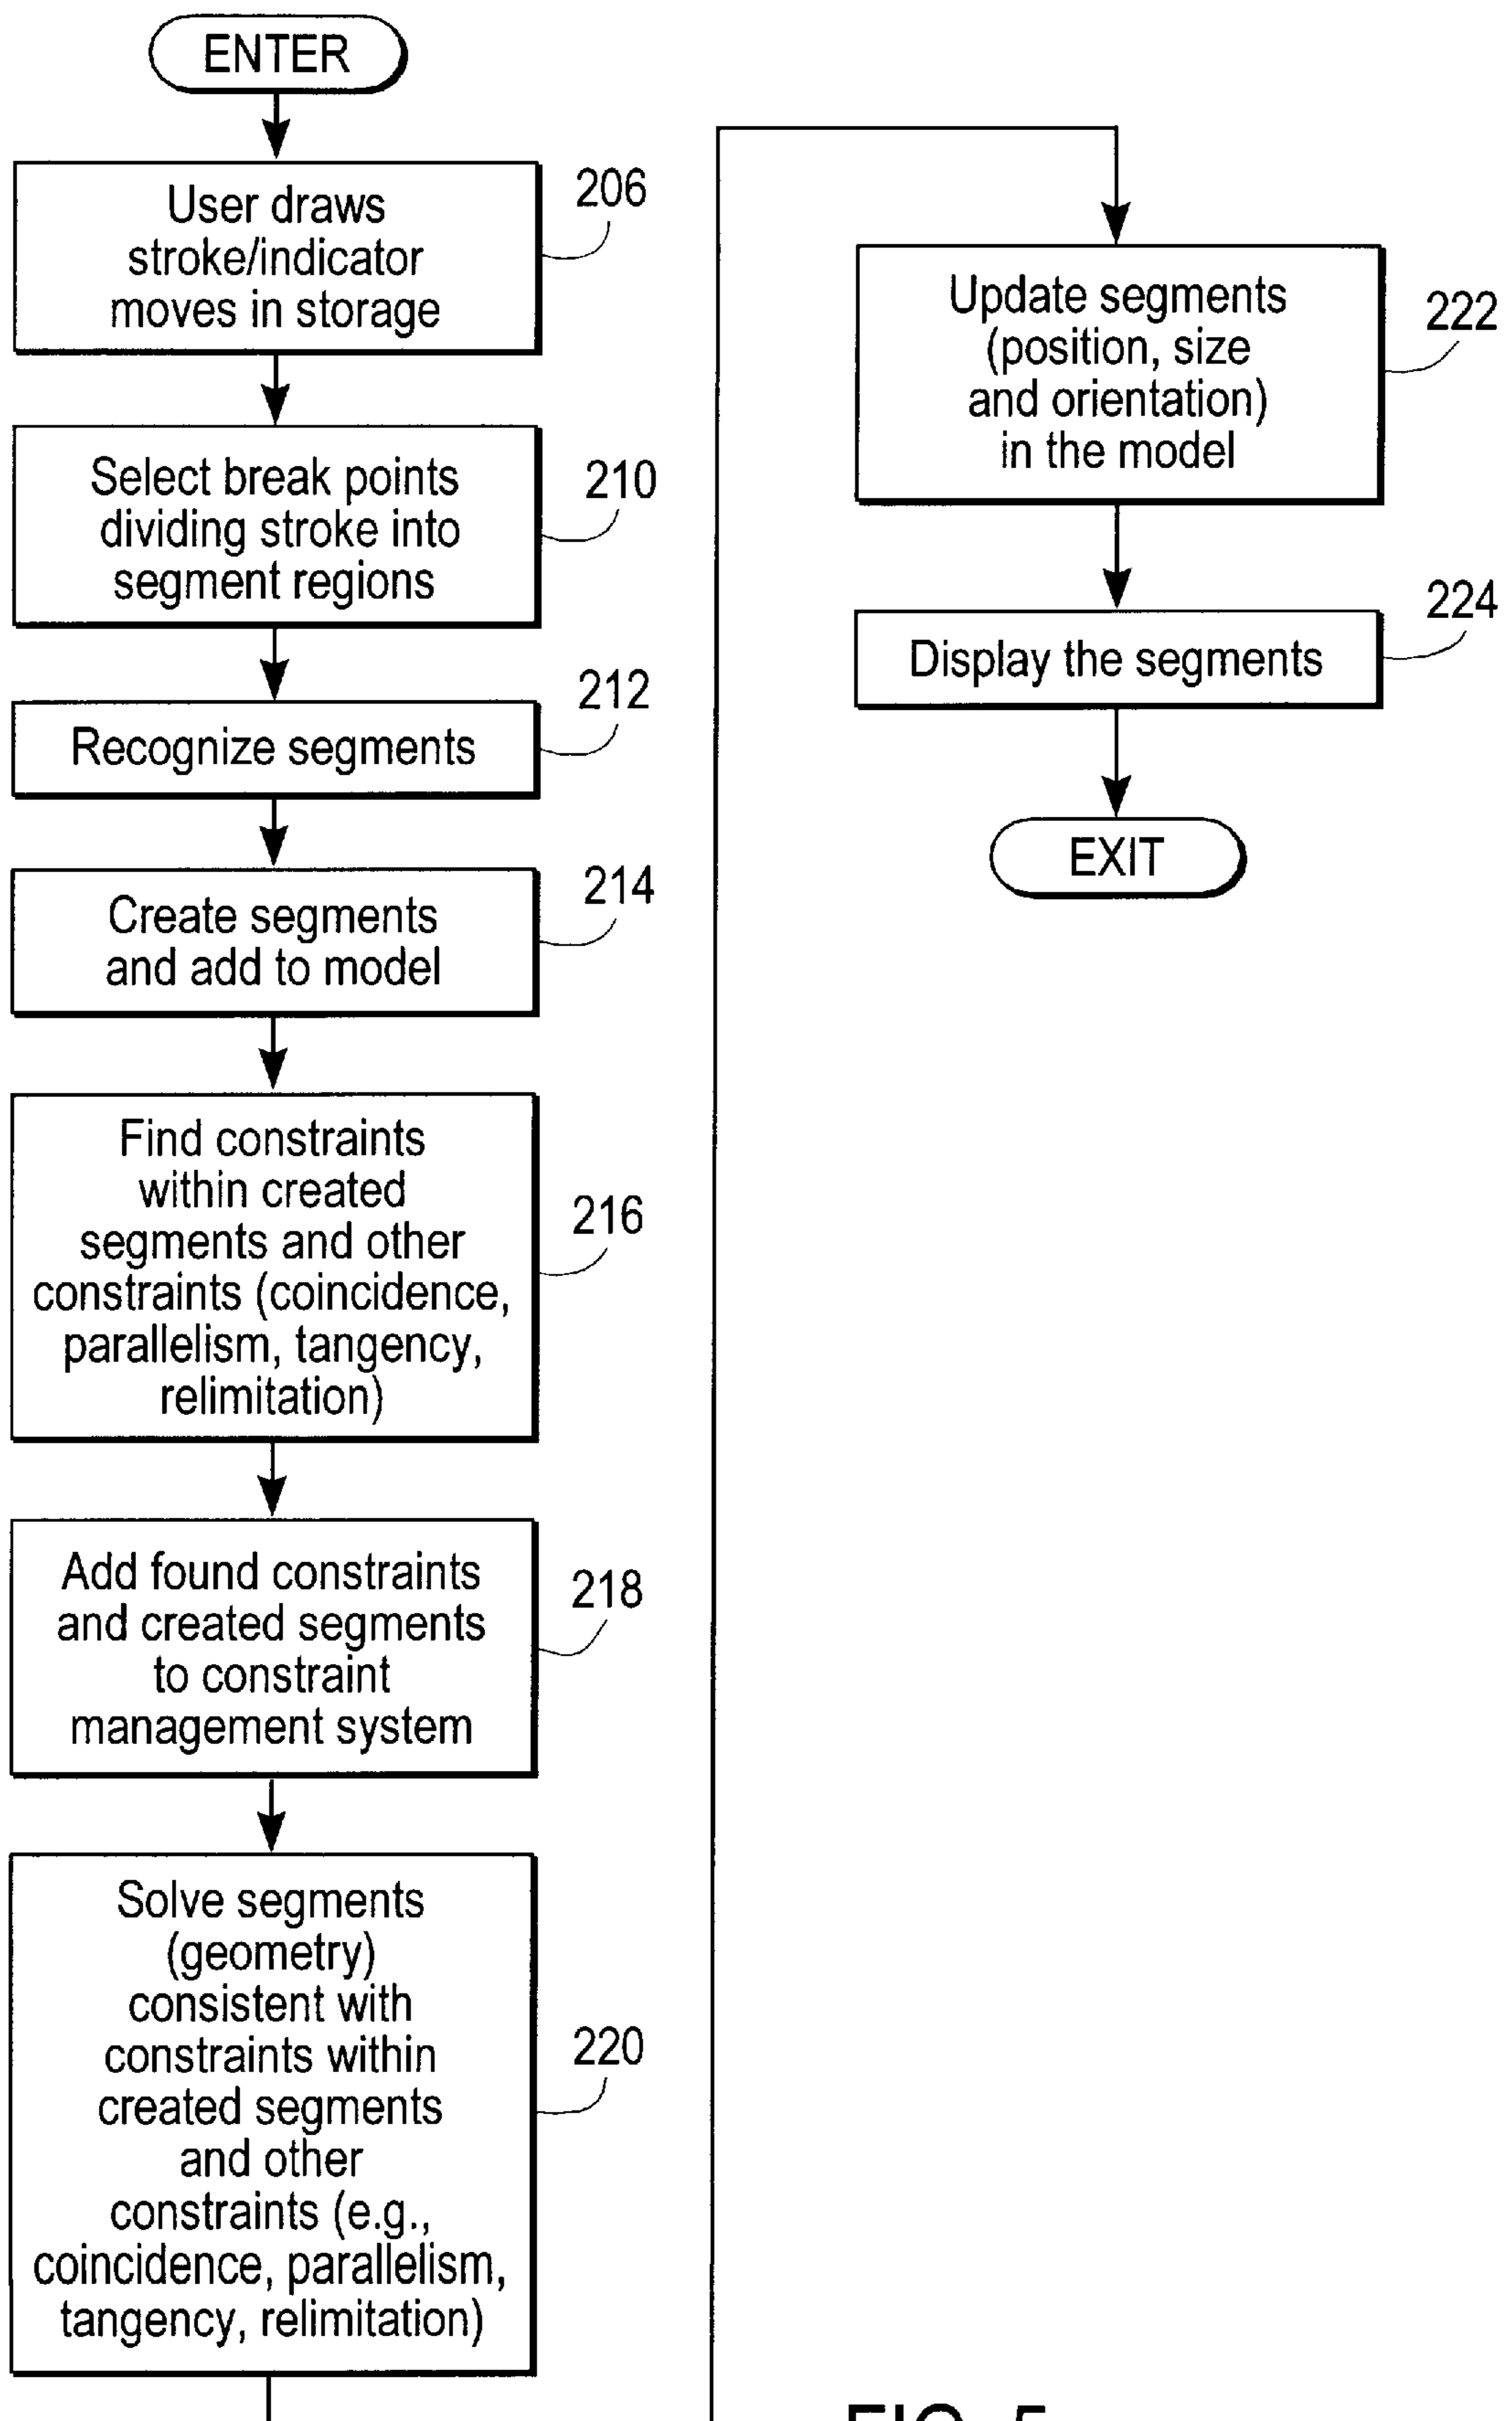 ENTER
User draws
stroke/indicator
moves in storage
206
Select break points
dividing stroke into
segment regions
210
Recognize segments
212
Create segments
and add to model
214
Find constraints
within created
segments and other
constraints (coincidence,
parallelism, tangency,
relimitation)
216
Add found constraints
and created segments
to constraint
management system
218
Solve segments
(geometry)
consistent with
constraints within
created segments
and other
constraints (e.g.,
coincidence, parallelism,
tangency, relimitation)
220
Update segments
(position, size
and orientation)
in the model
222
Display the segments
224
EXIT